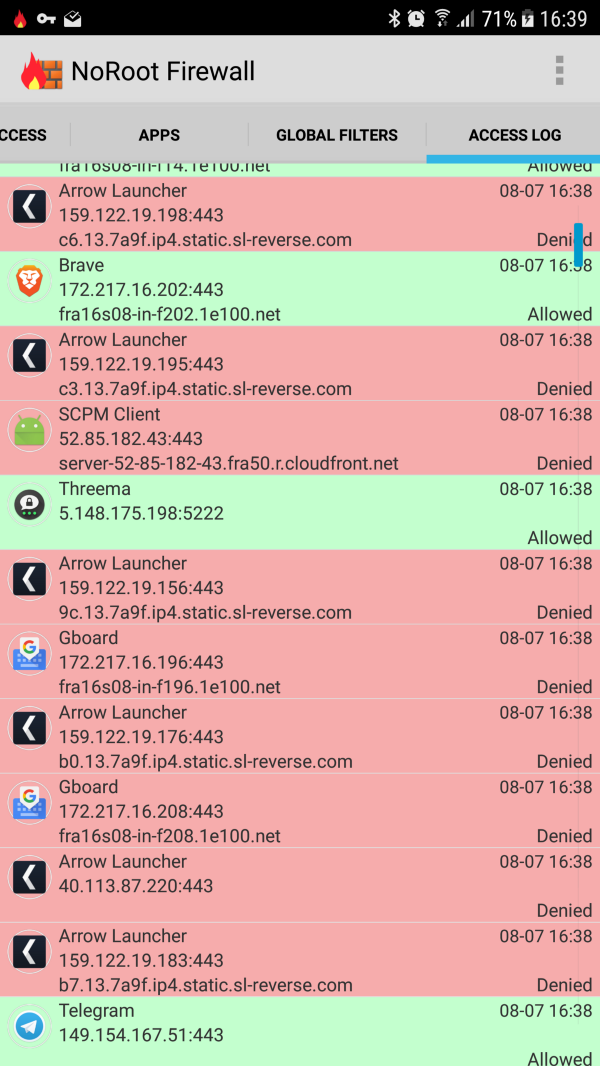 71% 16:39
NoRoot Firewall
CCESS APPS GLOBAL FILTERS ACCESS LOG
fra16s08-in-f14.1e100.net Allowed
Arrow Launcher 08-07 16:38
159.122.19.198:443
c6.13.7a9f.ip4.static.sl-reverse.com Denied
Brave 08-07 16:38
172.217.16.202:443
fra16s08-in-f202.1e100.net Allowed
Arrow Launcher 08-07 16:38
159.122.19.195:443
c3.13.7a9f.ip4.static.sl-reverse.com Denied
SCPM Client 08-07 16:38
52.85.182.43:443
server-52-85-182-43.fra50.r.cloudfront.net Denied
Threema 08-07 16:38
5.148.175.198:5222
Allowed
Arrow Launcher 08-07 16:38
159.122.19.156:443
9c.13.7a9f.ip4.static.sl-reverse.com Denied
Gboard 08-07 16:38
172.217.16.196:443
fra16s08-in-f196.1e100.net Denied
Arrow Launcher 08-07 16:38
159.122.19.176:443
b0.13.7a9f.ip4.static.sl-reverse.com Denied
Gboard 08-07 16:38
172.217.16.208:443
fra16s08-in-f208.1e100.net Denied
Arrow Launcher 08-07 16:38
40.113.87.220:443
Denied
Arrow Launcher 08-07 16:38
159.122.19.183:443
b7.13.7a9f.ip4.static.sl-reverse.com Denied
Telegram 08-07 16:38
149.154.167.51:443
Allowed